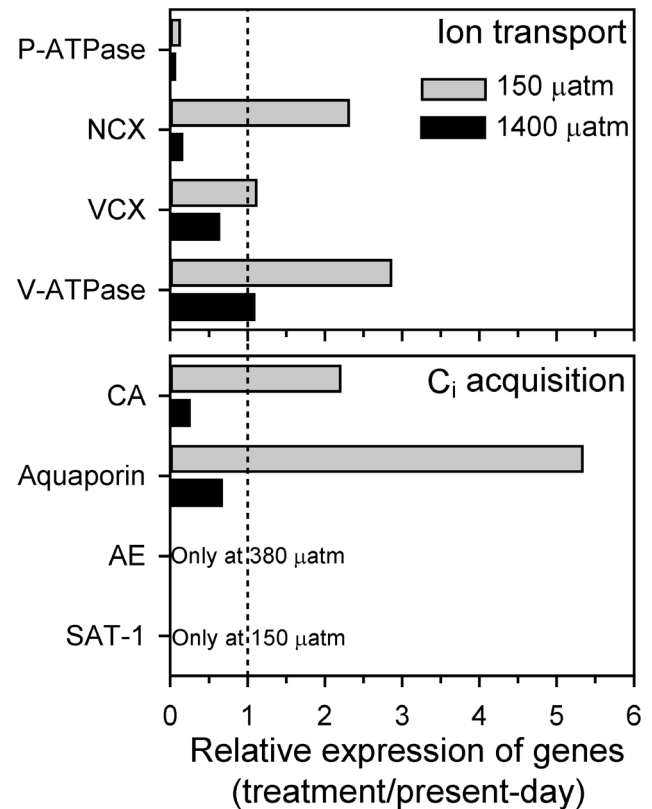 Ion transport
150 μatm
1400 μatm
P-ATPase
NCX
VCX
V-ATPase
Ci acquisition
CA
Aquaporin
AE
Only at 380 μatm
SAT-1
Only at 150 μatm
0 1 2 3 4 5 6
Relative expression of genes
(treatment/present-day)